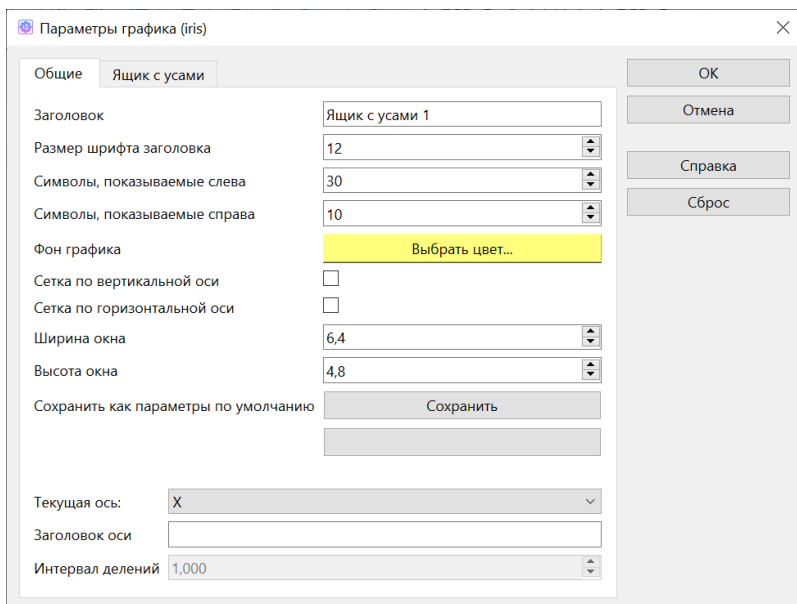 Параметры графика (iris)
Общие
Ящик с усами
Заголовок
Ящик с усами 1
Размер шрифта заголовка
12
Символы, показываемые слева
30
Символы, показываемые справа
10
Фон графика
Выбрать цвет...
Сетка по вертикальной оси
Сетка по горизонтальной оси
Ширина окна
6,4
Высота окна
4,8
Сохранить как параметры по умолчанию
Сохранить
Текущая ось:
X
Заголовок оси
Интервал делений
1,000
ОК
Отмена
Справка
Сброс